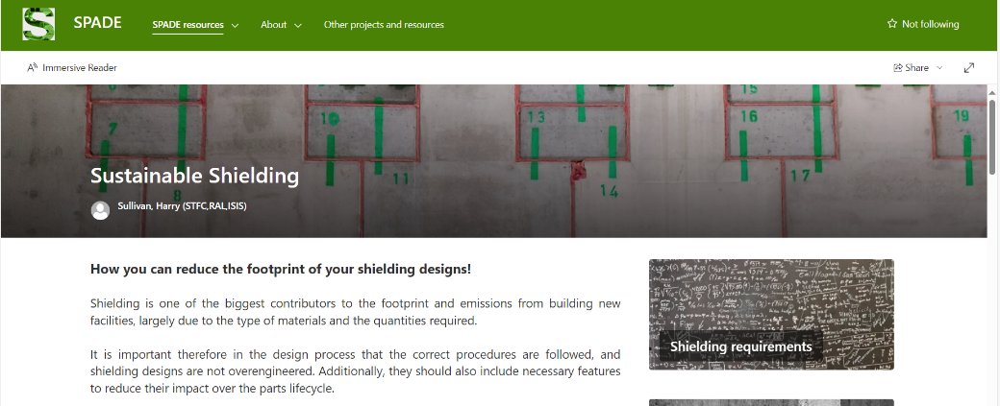 S SPADE SPADE resources About Other projects and resources Not following
Immersive Reader Share
7
8
10
11
13
14
15
16
17
19
Sustainable Shielding
Sullivan, Harry (STFC,RAL,ISIS)
How you can reduce the footprint of your shielding designs!
Shielding is one of the biggest contributors to the footprint and emissions from building new
facilities, largely due to the type of materials and the quantities required.
It is important therefore in the design process that the correct procedures are followed, and
shielding designs are not overengineered. Additionally, they should also include necessary features
to reduce their impact over the parts lifecycle.
Shielding requirements